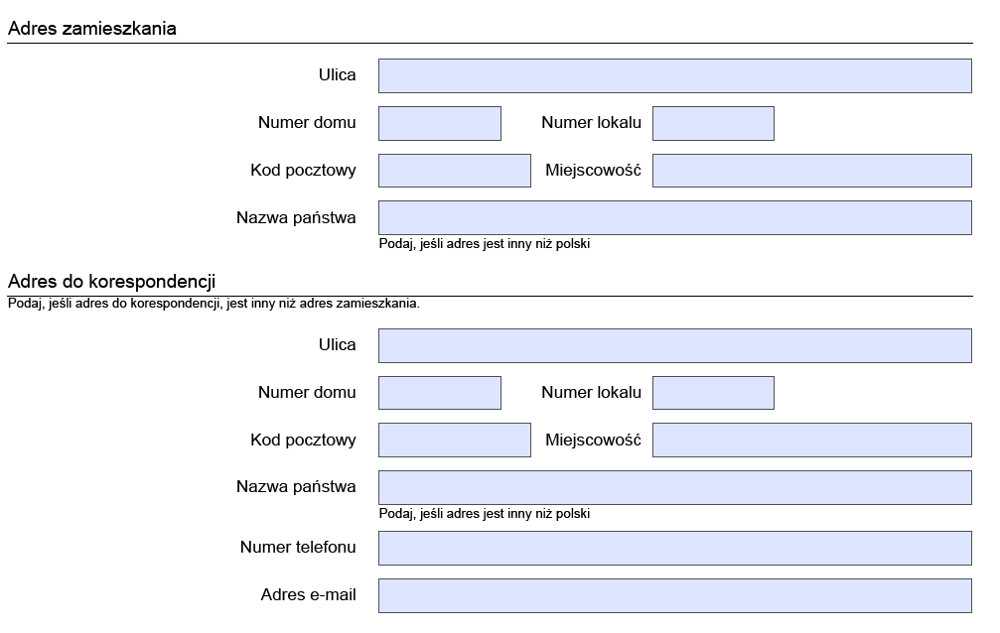 Adres zamieszkania
Ulica
Numer domu Numer lokalu
Kod pocztowy Miejscowość
Nazwa państwa
Podaj, jeśli adres jest inny niż polski
Adres do korespondencji
Podaj, jeśli adres do korespondencji, jest inny niż adres zamieszkania.
Ulica
Numer domu Numer lokalu
Kod pocztowy Miejscowość
Nazwa państwa
Podaj, jeśli adres jest inny niż polski
Numer telefonu
Adres e-mail